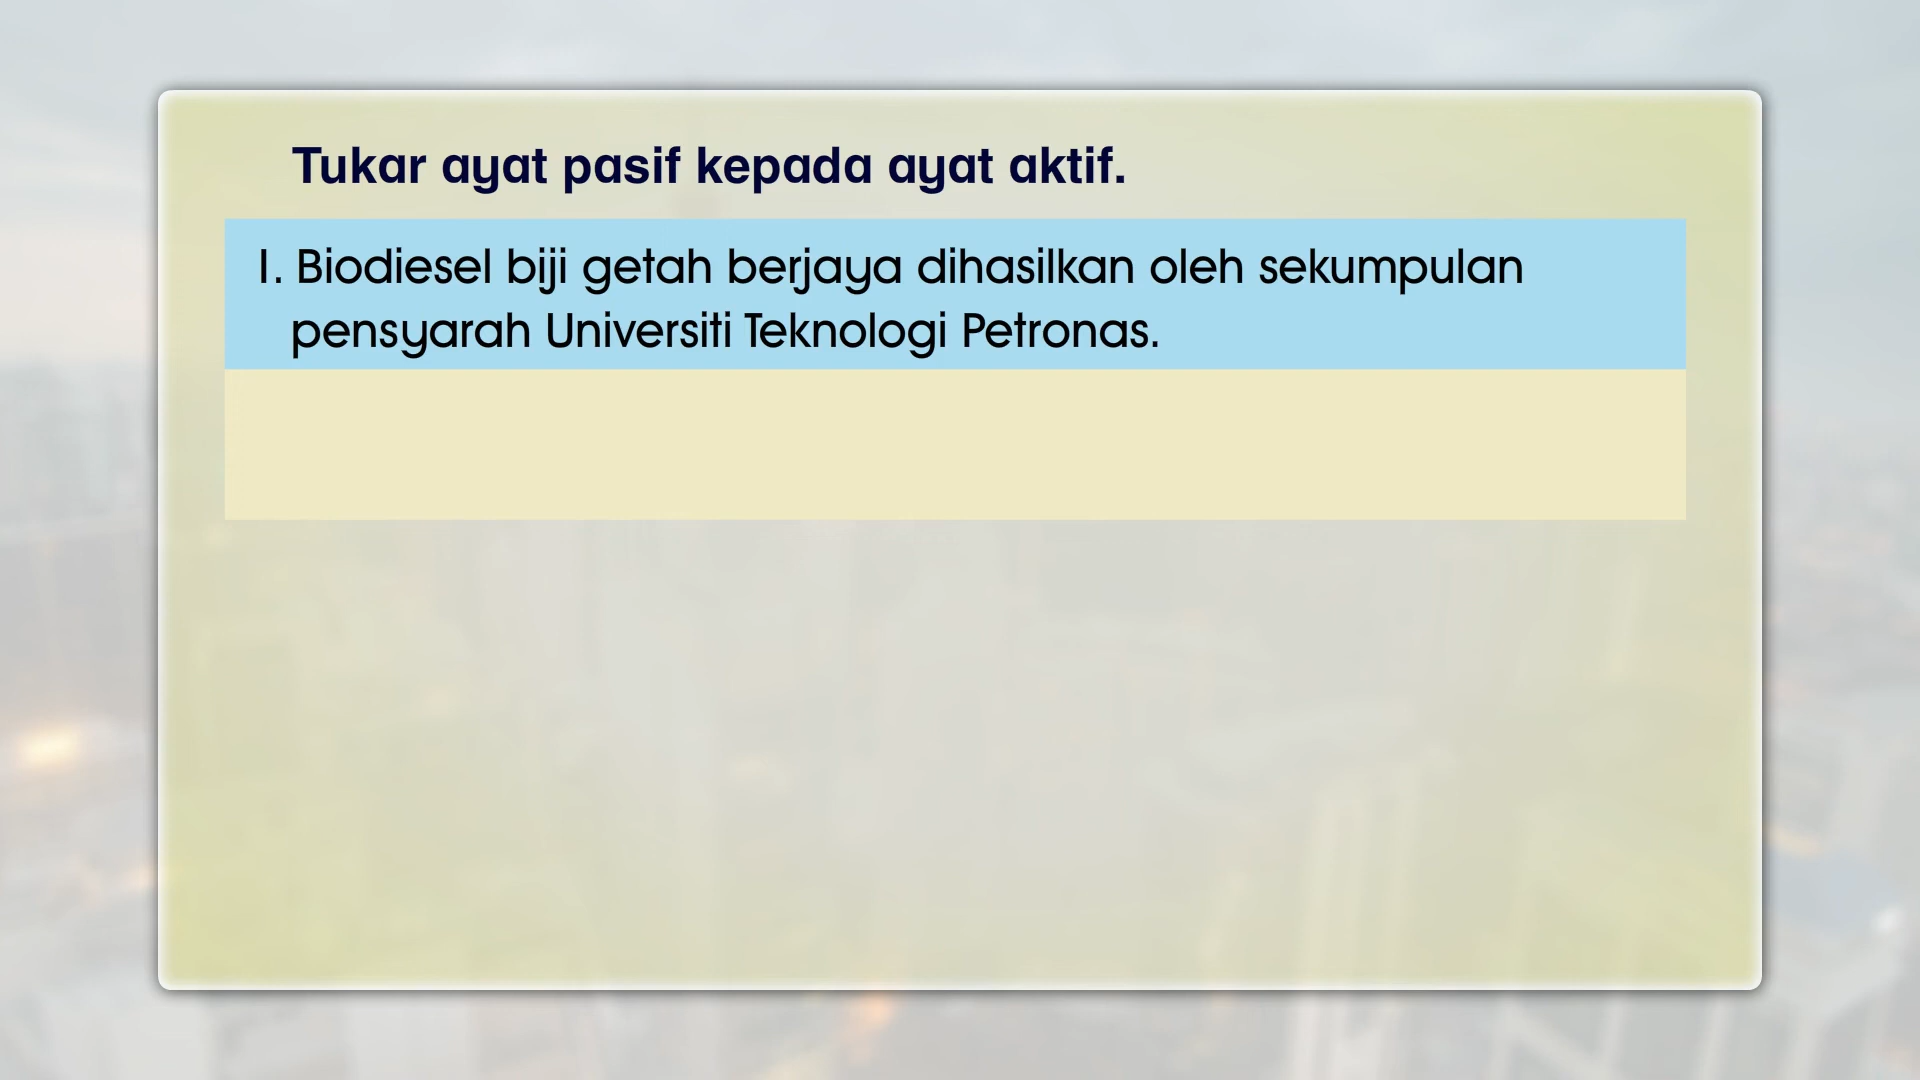 Tukar ayat pasif kepada ayat aktif.
1. Biodiesel biji getah berjaya dihasilkan oleh sekumpulan
pensyarah Universiti Teknologi Petronas.